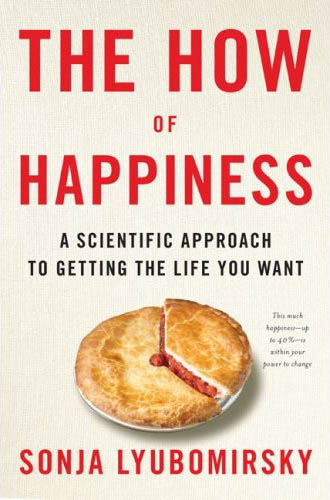 THE HOW
OF
HAPPINESS
A SCIENTIFIC APPROACH
TO GETTING THE LIFE YOU WANT
This much
happiness—up
to 40%—is
within your
power to change
SONJA LYUBOMIRSKY